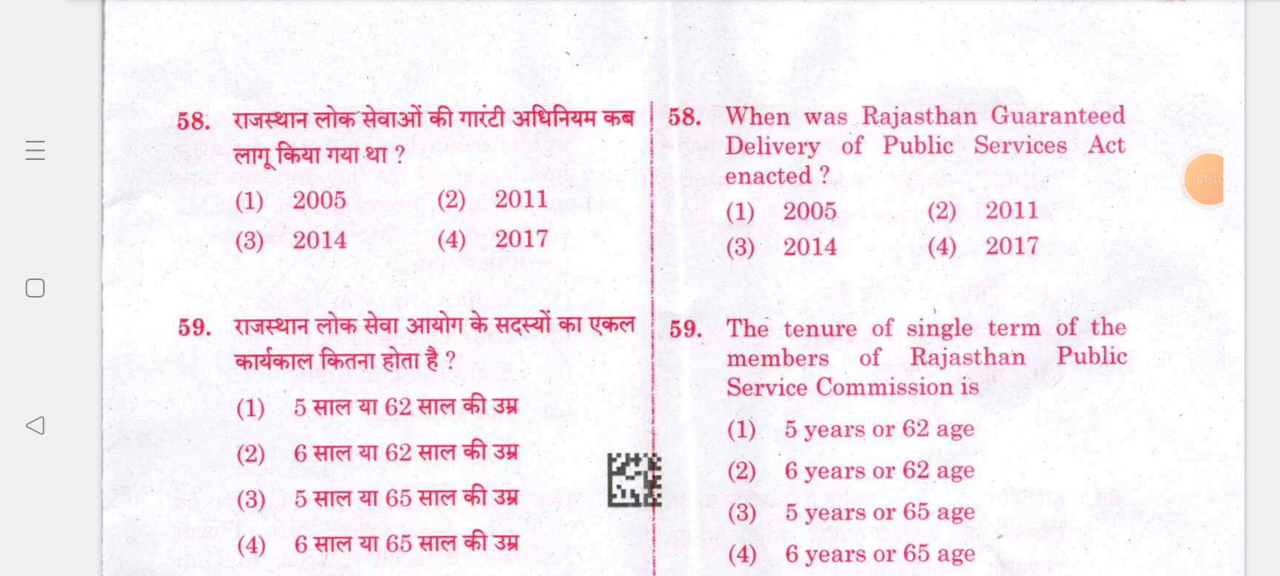 58. राजस्थान लोक सेवाओं की गारंटी अधिनियम कब
लागू किया गया था ?
(1) 2005 (2) 2011
(3) 2014 (4) 2017
59. राजस्थान लोक सेवा आयोग के सदस्यों का एकल
कार्यकाल कितना होता है ?
(1) 5 साल या 62 साल की उम्र
(2) 6 साल या 62 साल की उम्र
(3) 5 साल या 65 साल की उम्र
(4) 6 साल या 65 साल की उम्र
58. When was Rajasthan Guaranteed
Delivery of Public Services Act
enacted ?
(1) 2005 (2) 2011
(3) 2014 (4) 2017
59. The tenure of single term of the
members of Rajasthan Public
Service Commission is
(1) 5 years or 62 age
(2) 6 years or 62 age
(3) 5 years or 65 age
(4) 6 years or 65 age